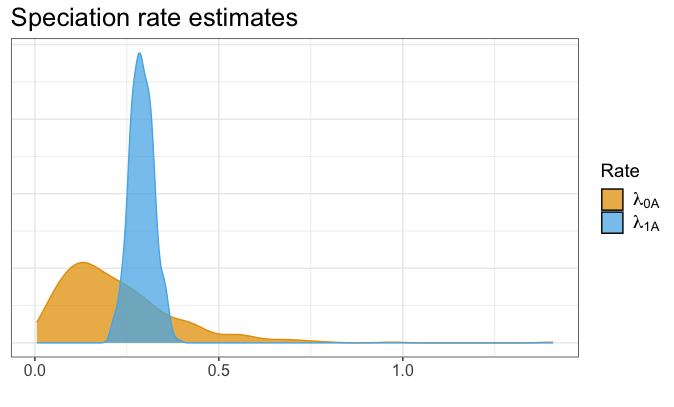 Speciation rate estimates
Rate
λ0A
λ1A
0.0 0.5 1.0